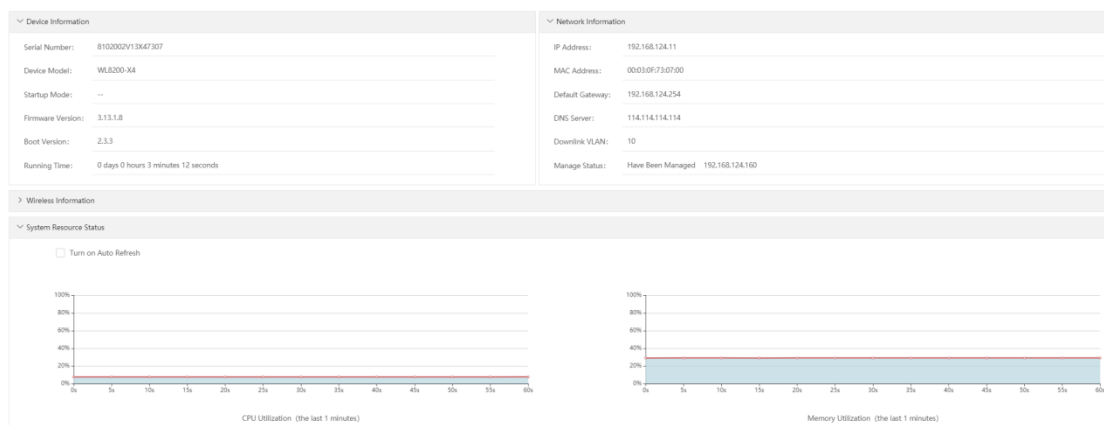 Device Information
Serial Number: 8102002V13X47307
Device Model: WL8200-X4
Startup Mode: --
Firmware Version: 3.13.1.8
Boot Version: 2.3.3
Running Time: 0 days 0 hours 3 minutes 12 seconds
Network Information
IP Address: 192.168.124.11
MAC Address: 00:03:0F:73:07:00
Default Gateway: 192.168.124.254
DNS Server: 114.114.114.114
Downlink VLAN: 10
Manage Status: Have Been Managed 192.168.124.160
Wireless Information
System Resource Status
Turn on Auto Refresh
100%
80%
60%
40%
20%
0%
0s 5s 10s 15s 20s 25s 30s 35s 40s 45s 50s 55s 60s
CPU Utilization (the last 1 minutes)
100%
80%
60%
40%
20%
0%
0s 5s 10s 15s 20s 25s 30s 35s 40s 45s 50s 55s 60s
Memory Utilization (the last 1 minutes)